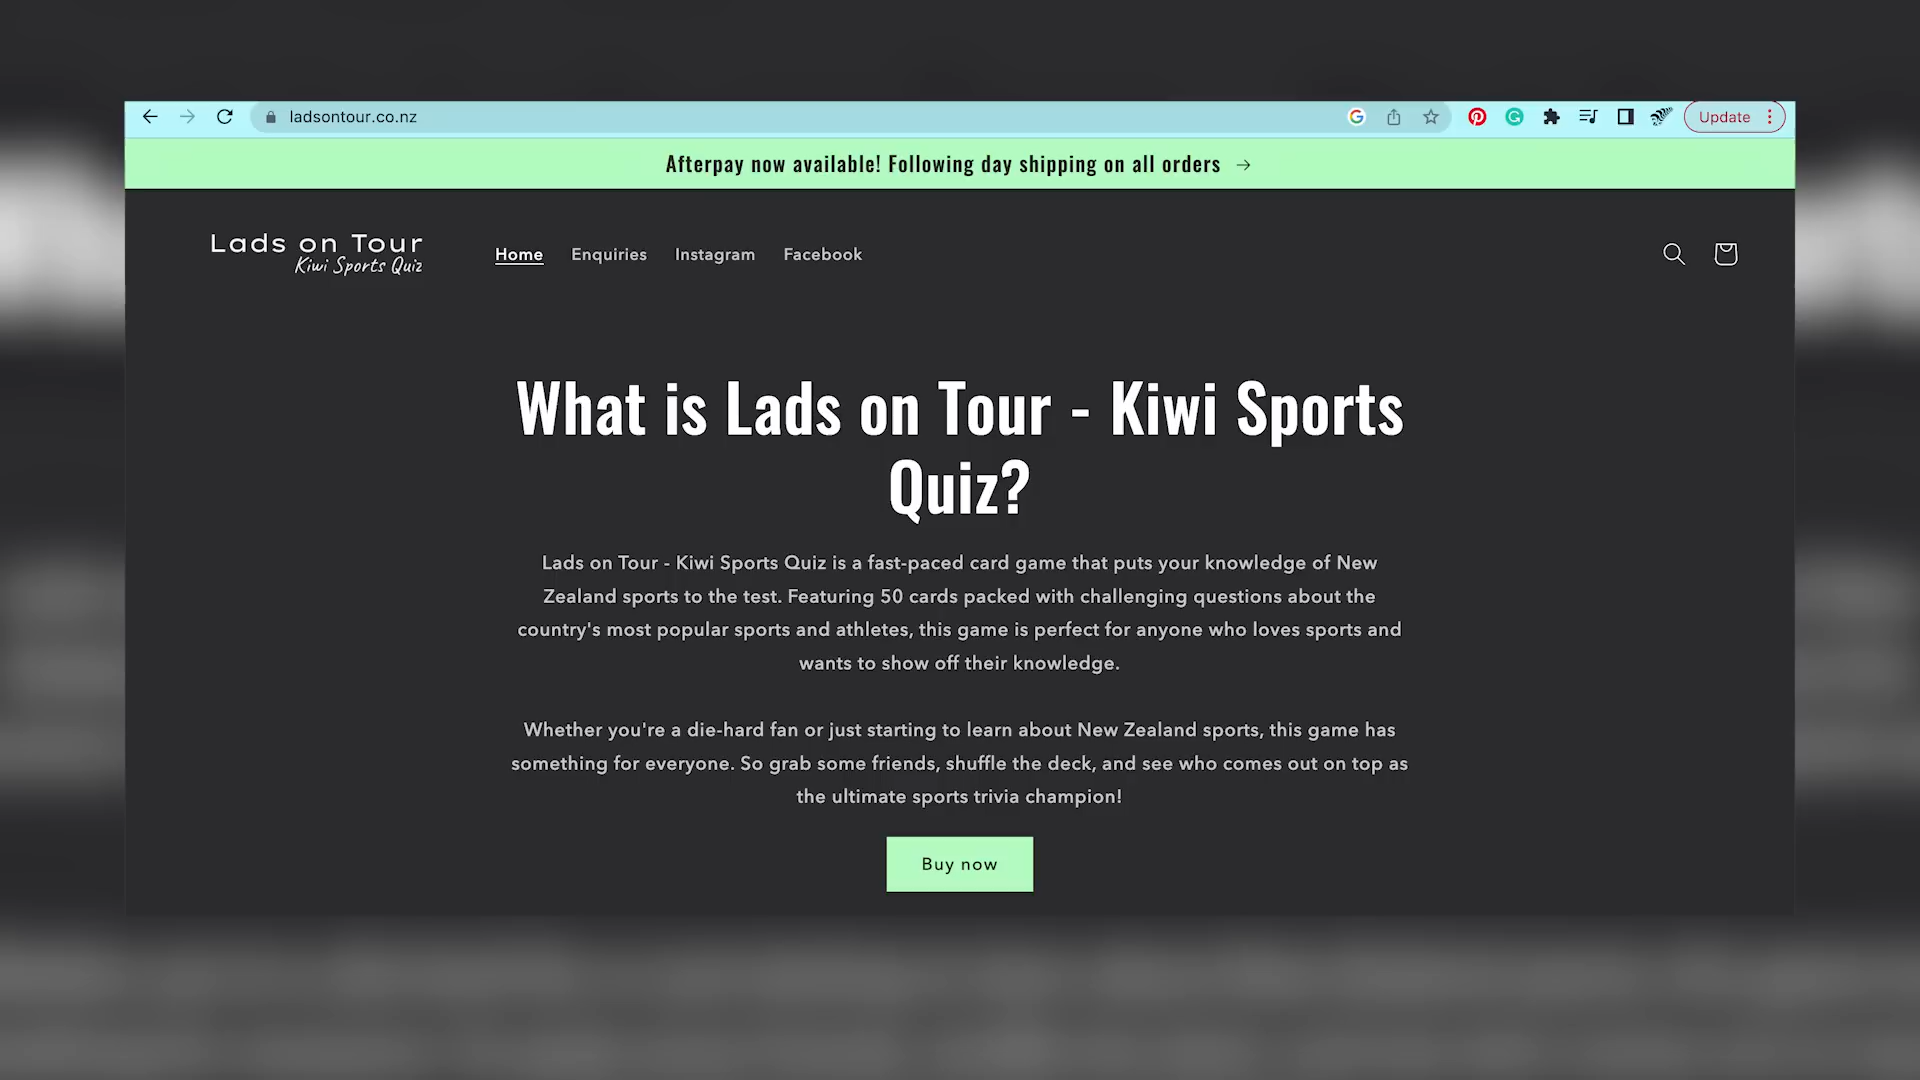 ladsontour.co.nz
Update
Afterpay now available! Following day shipping on all orders
Lads on Tour
Kiwi Sports Quiz
Home Enquiries Instagram Facebook
What is Lads on Tour - Kiwi Sports
Quiz?
Lads on Tour - Kiwi Sports Quiz is a fast-paced card game that puts your knowledge of New
Zealand sports to the test. Featuring 50 cards packed with challenging questions about the
country's most popular sports and athletes, this game is perfect for anyone who loves sports and
wants to show off their knowledge.
Whether you're a die-hard fan or just starting to learn about New Zealand sports, this game has
something for everyone. So grab some friends, shuffle the deck, and see who comes out on top as
the ultimate sports trivia champion!
Buy now